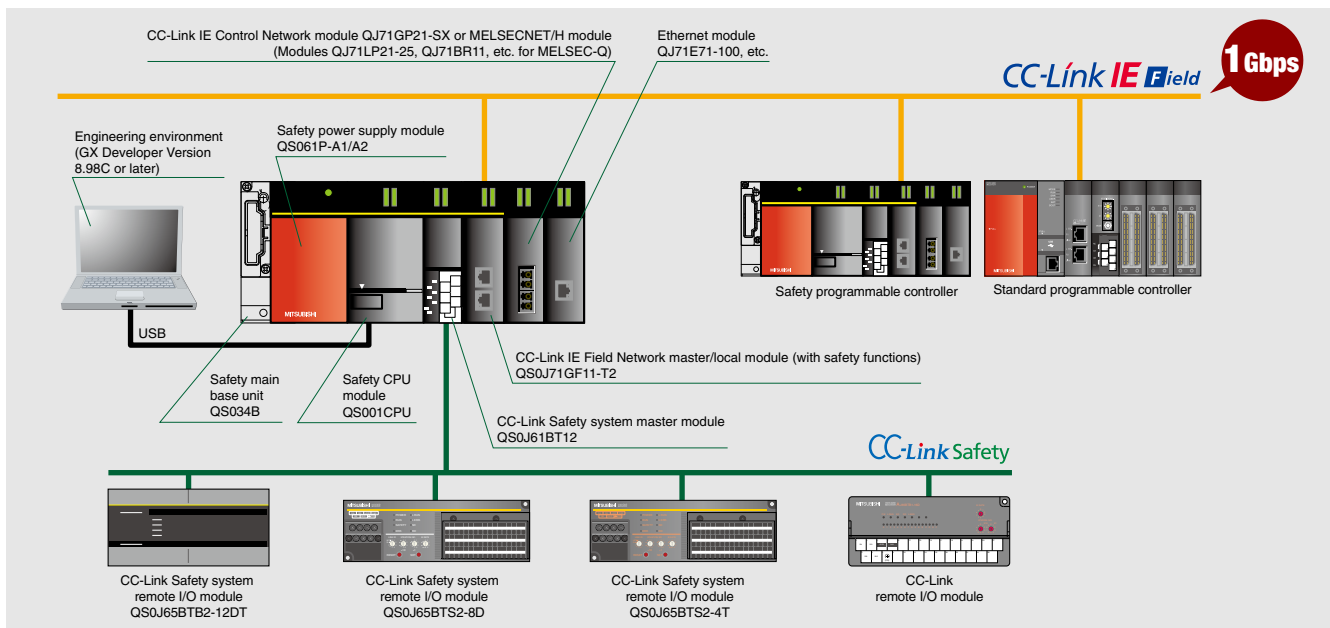 CC-Link IE Control Network module QJ71GP21-SX or MELSECNET/H module
(Modules QJ71LP21-25, QJ71BR11, etc. for MELSEC-Q)
Ethernet module
QJ71E71-100, etc.
CC-Link IE Field
1 Gbps
Engineering environment
(GX Developer Version
8.98C or later)
Safety power supply module
QS061P-A1/A2
MITSUBISHI
USB
Safety programmable controller
Standard programmable controller
CC-Link IE Field Network master/local module (with safety functions)
QS0J71GF11-T2
Safety main
base unit
QS034B
Safety CPU
module
QS001CPU
CC-Link Safety system master module
QS0J61BT12
CC-Link Safety
MITSUBISHI
MITSUBISHI
MITSUBISHI
CC-Link Safety system
remote I/O module
QS0J65BTB2-12DT
CC-Link Safety system
remote I/O module
QS0J65BTS2-8D
CC-Link Safety system
remote I/O module
QS0J65BTS2-4T
CC-Link
remote I/O module